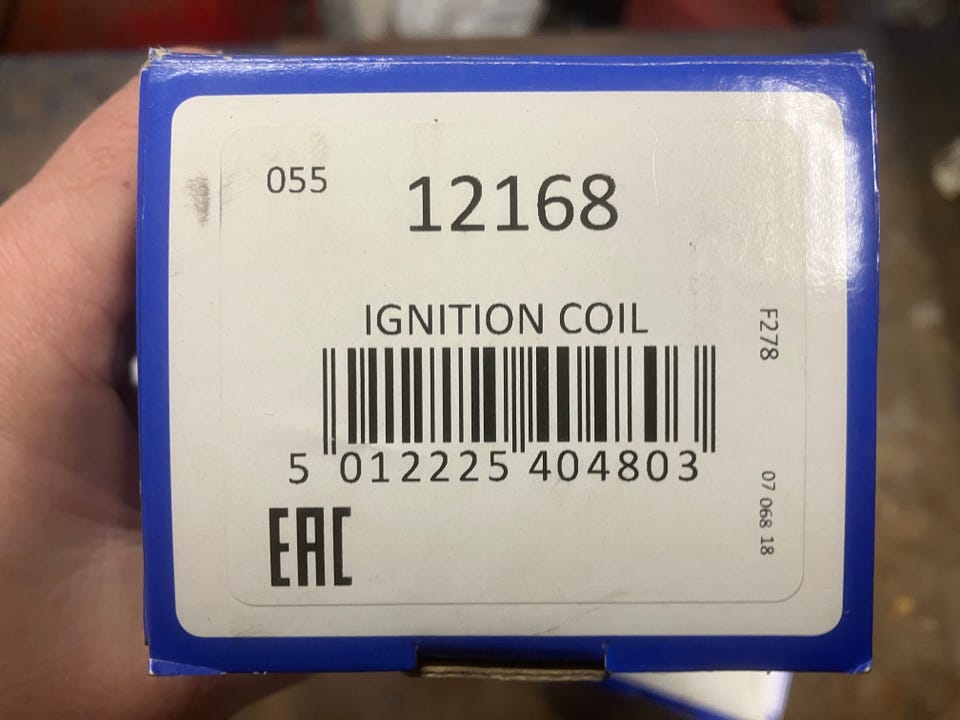 055
12168
IGNITION COIL
5 012225 404803
EAC
F278
07 068 18